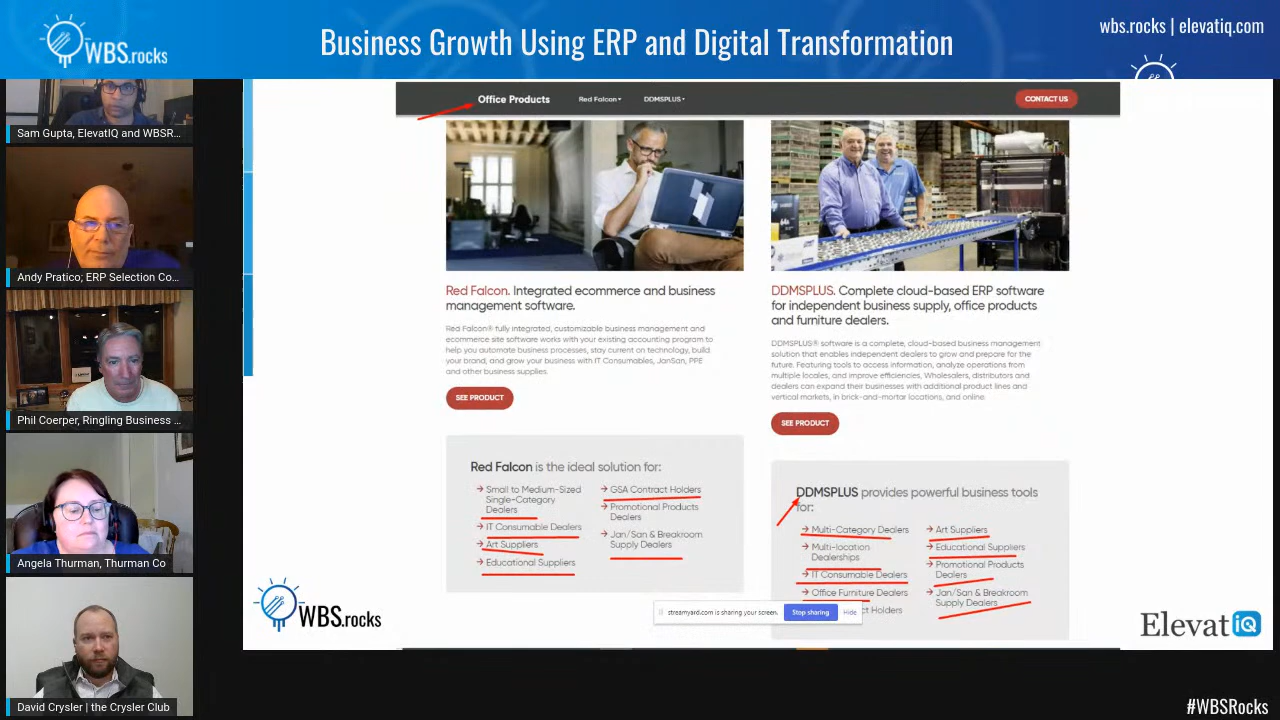 WBS.rocks
Business Growth Using ERP and Digital Transformation
wbs.rocks | elevatiq.com
Sam Gupta, ElevatIQ and WBSR...
Andy Pratico, ERP Selection Co...
Phil Coerper, Ringling Business ...
Angela Thurman, Thurman Co
David Crysler | the Crysler Club
Office Products
Red Falcon
DDMSPLUS
CONTACT US
Red Falcon. Integrated ecommerce and business
management software.
Red Falcon® fully integrated, customizable business management and
ecommerce site software works with your existing accounting program to
help you automate business processes, stay current on technology, build
your brand, and grow your business with IT Consumables, JanSan, PPE
and other business supplies.
SEE PRODUCT
Red Falcon is the ideal solution for:
Small to Medium-Sized
Single-Category
Dealers
IT Consumable Dealers
Art Suppliers
Educational Suppliers
GSA Contract Holders
Promotional Products
Dealers
Jan/San & Breakroom
Supply Dealers
DDMSPLUS. Complete cloud-based ERP software
for independent business supply, office products
and furniture dealers.
DDMSPLUS® software is a complete, cloud-based business management
solution that enables independent dealers to grow and prepare for the
future. Featuring tools to access information, analyze operations from
multiple locales, and improve efficiencies, Wholesalers, distributors and
dealers can expand their businesses with additional product lines and
vertical markets, in brick-and-mortar locations, and online.
SEE PRODUCT
DDMSPLUS provides powerful business tools
for:
Multi-Category Dealers
Multi-location
Dealerships
IT Consumable Dealers
Office Furniture Dealers
ct Holders
Art Suppliers
Educational Suppliers
Promotional Products
Dealers
Jan/San & Breakroom
Supply Dealers
streamyard.com is sharing your screen.
Stop sharing
Hide
WBS.rocks
ElevatIQ
#WBSRocks